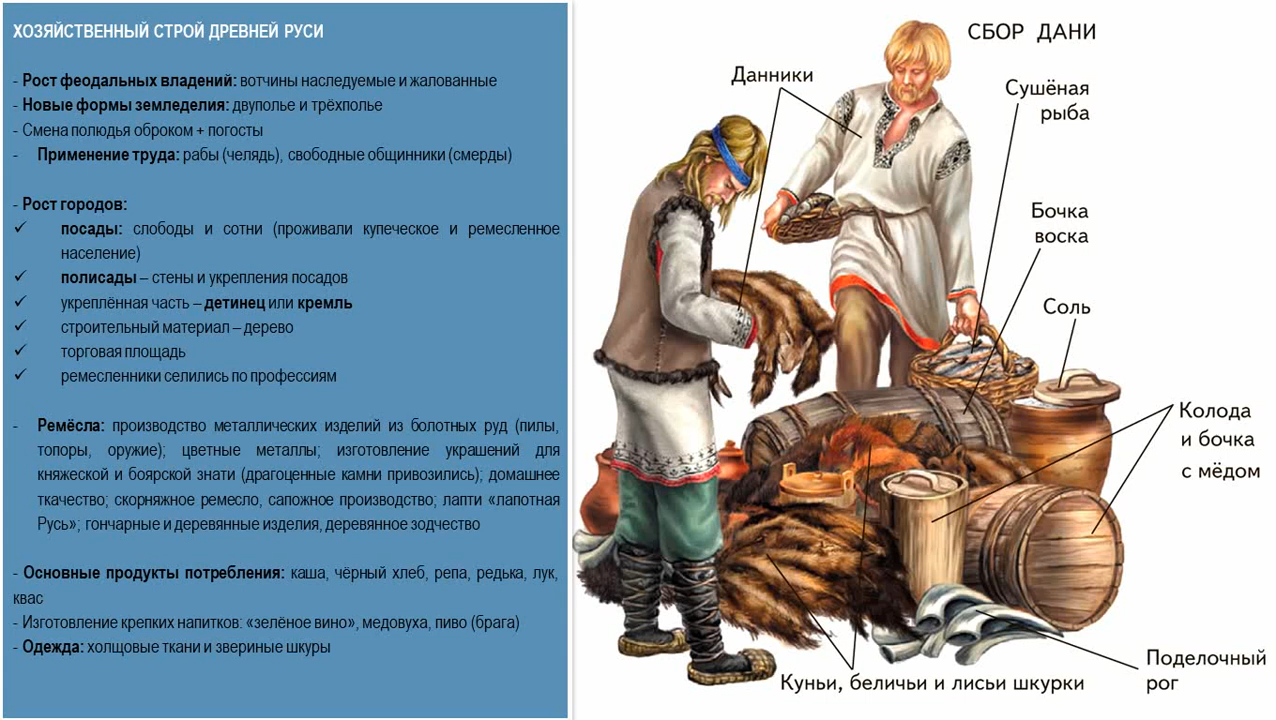 ХОЗЯЙСТВЕННЫЙ СТРОЙ ДРЕВНЕЙ РУСИ
- Рост феодальных владений: вотчины наследуемые и жалованные
- Новые формы земледелия: двуполье и трёхполье
- Смена полюдья оброком + погосты
- Применение труда: рабы (челядь), свободные общинники (смерды)
- Рост городов:
✓ посады: слободы и сотни (проживали купеческое и ремесленное
население)
✓ полисады – стены и укрепления посадов
✓ укреплённая часть – детинец или кремль
✓ строительный материал – дерево
✓ торговая площадь
✓ ремесленники селились по профессиям
- Ремёсла: производство металлических изделий из болотных руд (пилы,
топоры, оружие); цветные металлы; изготовление украшений для
княжеской и боярской знати (драгоценные камни привозились); домашнее
ткачество; скорняжное ремесло, сапожное производство; лапти «лапотная
Русь»; гончарные и деревянные изделия, деревянное зодчество
- Основные продукты потребления: каша, чёрный хлеб, репа, редька, лук,
квас
- Изготовление крепких напитков: «зелёное вино», медовуха, пиво (брага)
- Одежда: холщовые ткани и звериные шкуры
СБОР ДАНИ
Данники
Сушёная
рыба
Бочка
воска
Соль
Колода
и бочка
с мёдом
Поделочный
рог
Куньи, беличьи и лисьи шкурки